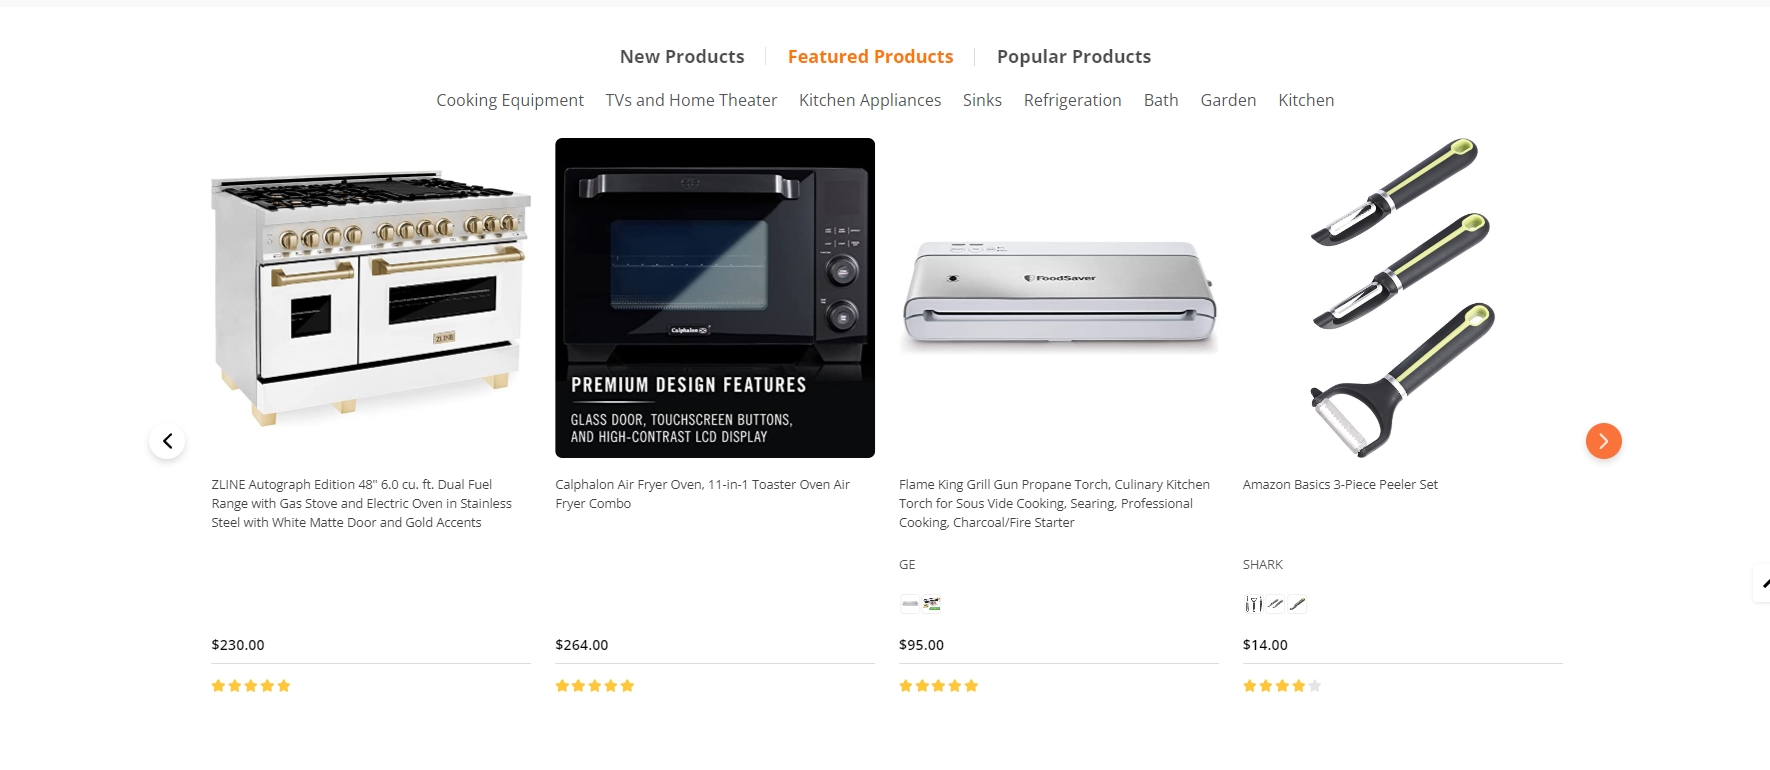 New Products
Featured Products
Popular Products
Cooking Equipment
TVs and Home Theater
Kitchen Appliances
Sinks
Refrigeration
Bath
Garden
Kitchen
ZLINE
Calphalon
PREMIUM DESIGN FEATURES
GLASS DOOR, TOUCHSCREEN BUTTONS,
AND HIGH-CONTRAST LCD DISPLAY
FoodSaver
ZLINE Autograph Edition 48" 6.0 cu. ft. Dual Fuel
Range with Gas Stove and Electric Oven in Stainless
Steel with White Matte Door and Gold Accents
$230.00
Calphalon Air Fryer Oven, 11-in-1 Toaster Oven Air
Fryer Combo
$264.00
Flame King Grill Gun Propane Torch, Culinary Kitchen
Torch for Sous Vide Cooking, Searing, Professional
Cooking, Charcoal/Fire Starter
GE
$95.00
Amazon Basics 3-Piece Peeler Set
SHARK
$14.00